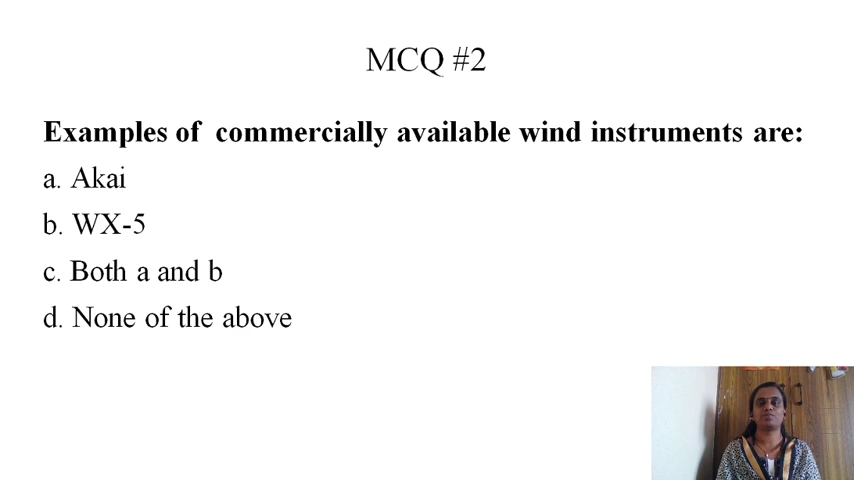 MCQ #2
Examples of commercially available wind instruments are:
a. Akai
b. WX-5
c. Both a and b
d. None of the above